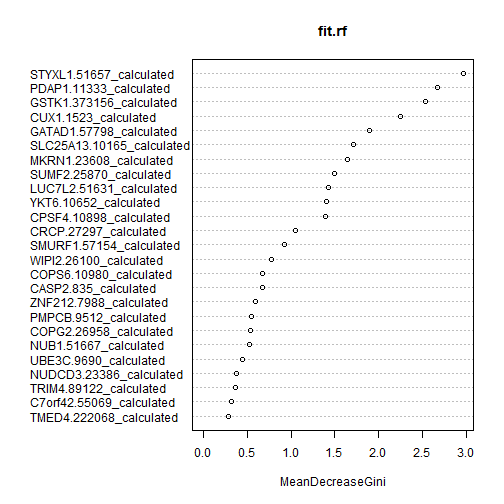 fit.rf
STYXL1.51657_calculated
PDAP1.11333_calculated
GSTK1.373156_calculated
CUX1.1523_calculated
GATAD1.57798_calculated
SLC25A13.10165_calculated
MKRN1.23608_calculated
SUMF2.25870_calculated
LUC7L2.51631_calculated
YKT6.10652_calculated
CPSF4.10898_calculated
CRCP.27297_calculated
SMURF1.57154_calculated
WIPI2.26100_calculated
COPS6.10980_calculated
CASP2.835_calculated
ZNF212.7988_calculated
PMPCB.9512_calculated
COPG2.26958_calculated
NUB1.51667_calculated
UBE3C.9690_calculated
NUDCD3.23386_calculated
TRIM4.89122_calculated
C7orf42.55069_calculated
TMED4.222068_calculated
0.0 0.5 1.0 1.5 2.0 2.5 3.0
MeanDecreaseGini